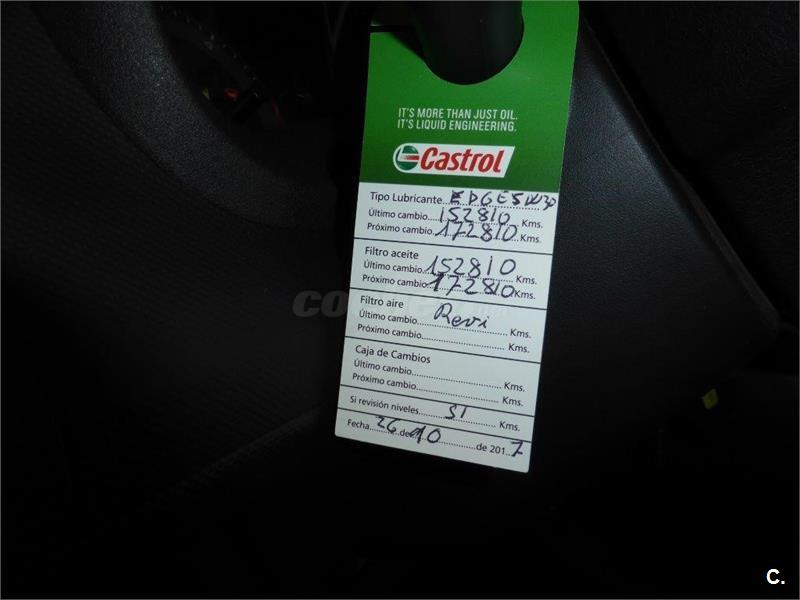 IT'S MORE THAN JUST OIL.
IT'S LIQUID ENGINEERING.
Castrol
Tipo Lubricante EDGE 5W30
Último cambio 152810 Kms.
Próximo cambio 172810 Kms.
Filtro aceite
Último cambio 152810 Kms.
Próximo cambio 172810 Kms.
Filtro aire
Último cambio Revi Kms.
Próximo cambio Kms.
Caja de Cambios
Último cambio Kms.
Próximo cambio Kms.
Si revisión niveles SI Kms.
Fecha 26 de 10 de 2017
C.